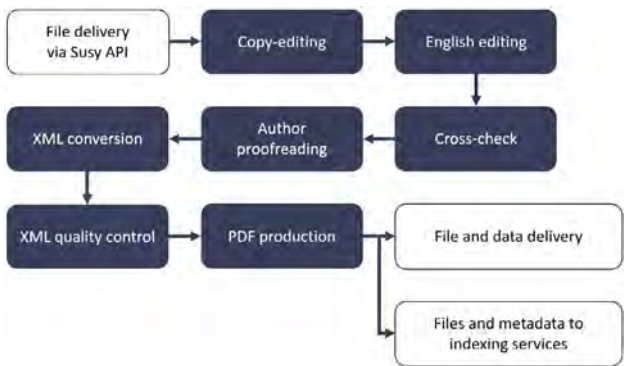 File delivery
via Susy API
Copy-editing
English editing
Cross-check
Author
proofreading
XML conversion
XML quality control
PDF production
File and data delivery
Files and metadata to
indexing services